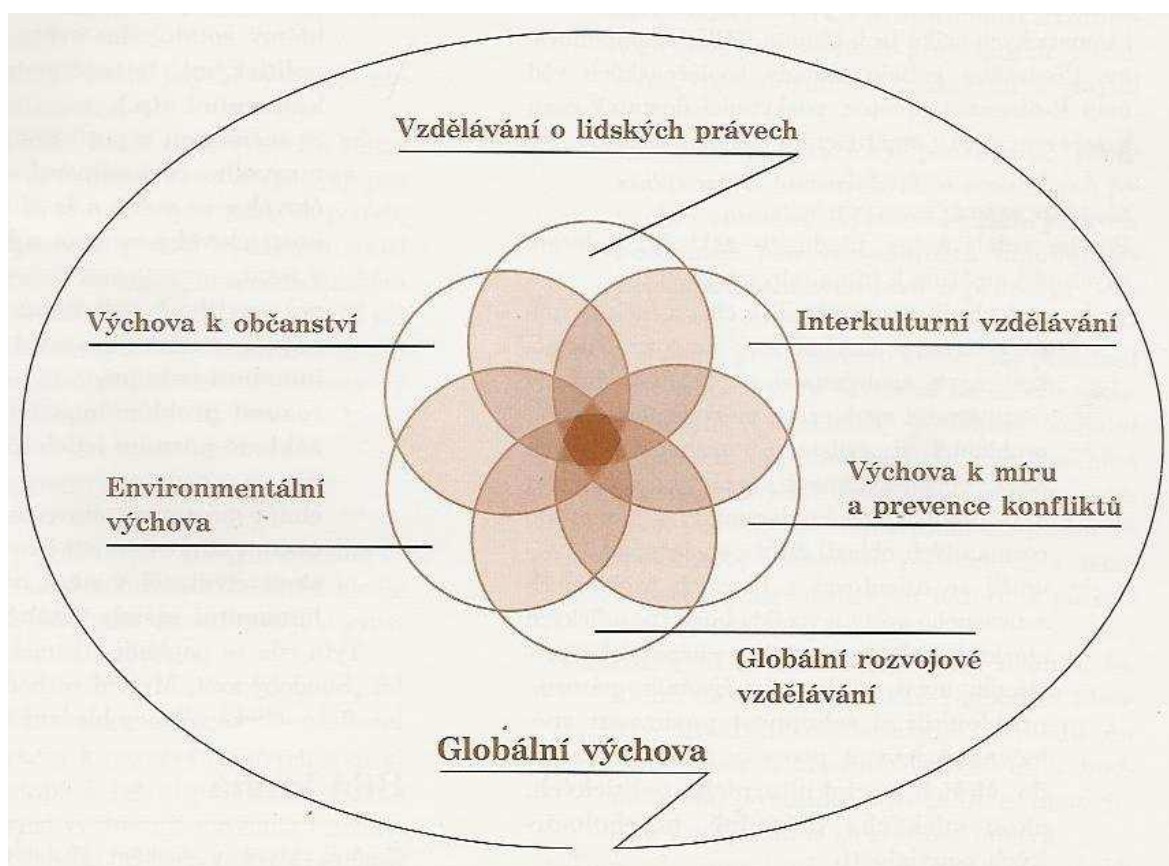 Vzdělávání o lidských právech
Výchova k občanství
Interkulturní vzdělávání
Environmentální
výchova
Výchova k míru
a prevence konfliktů
Globální rozvojové
vzdělávání
Globální výchova